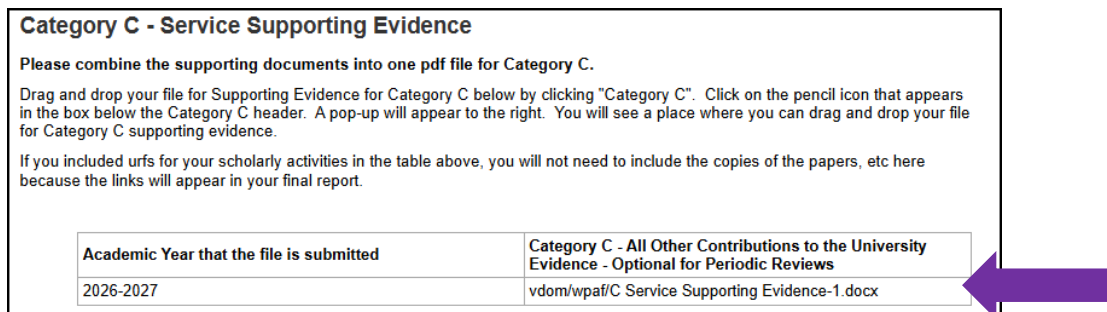 Category C - Service Supporting Evidence
Please combine the supporting documents into one pdf file for Category C.
Drag and drop your file for Supporting Evidence for Category C below by clicking "Category C". Click on the pencil icon that appears
in the box below the Category C header. A pop-up will appear to the right. You will see a place where you can drag and drop your file
for Category C supporting evidence.
If you included urfs for your scholarly activities in the table above, you will not need to include the copies of the papers, etc here
because the links will appear in your final report.
Academic Year that the file is submitted
Category C - All Other Contributions to the University
Evidence - Optional for Periodic Reviews
2026-2027
vdom/wpaf/C Service Supporting Evidence-1.docx